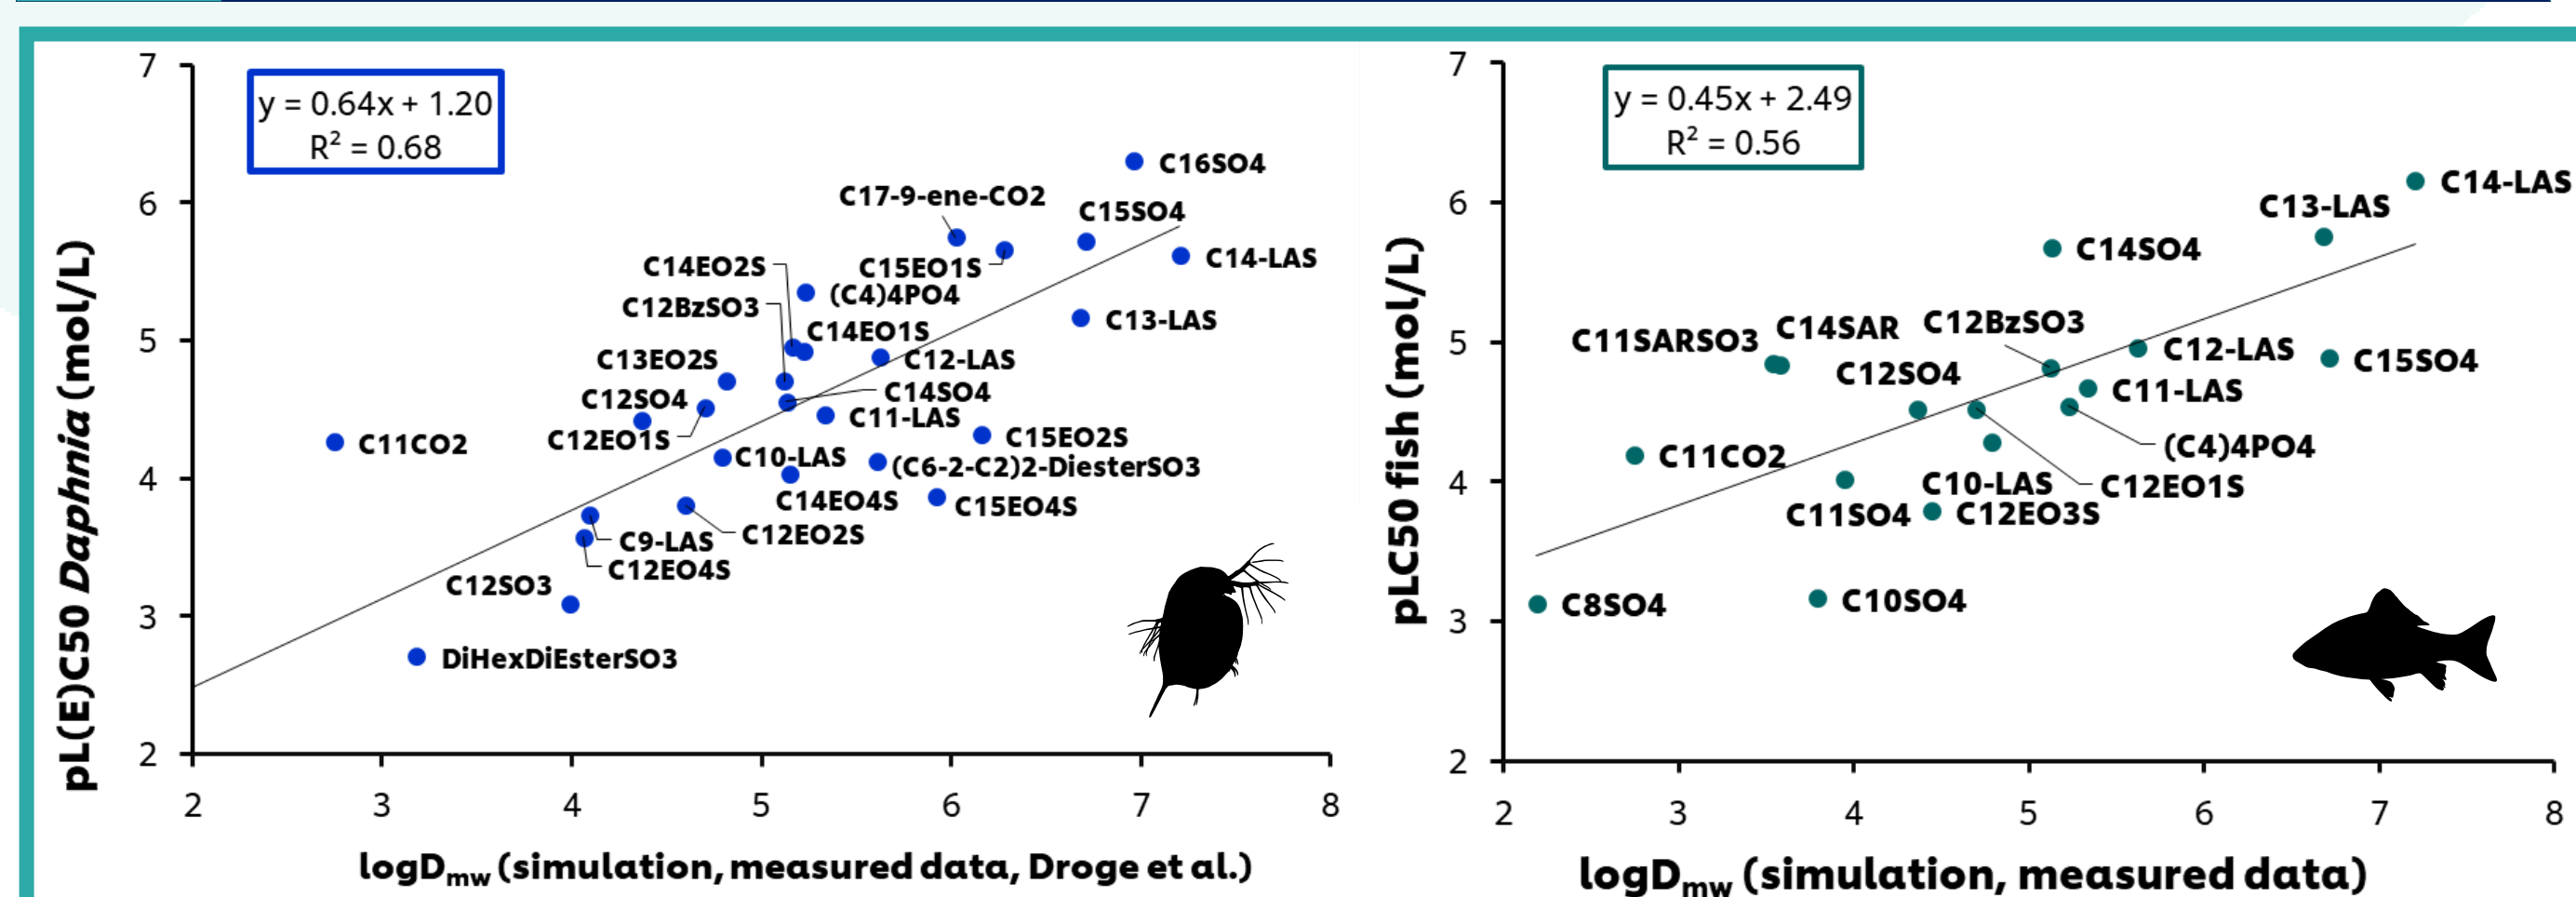 7
y = 0.64x + 1.20
R² = 0.68
C16SO4
C17-9-ene-CO2
6
C15SO4
C14EO2S
C15EO1S
C14-LAS
C12BzSO3
(C4)4PO4
C13-LAS
5
C14EO1S
C13EO2S
C12-LAS
C12SO4
C14SO4
C11-LAS
C11CO2
C12EO1S
C15EO2S
4
C10-LAS
(C6-2-C2)2-DiesterSO3
C14EO4S
C15EO4S
C9-LAS
C12EO2S
C12EO4S
C12SO3
3
DiHexDiEsterSO3
2
2 3 4 5 6 7 8
pL(E)C50 Daphnia (mol/L)
logDmw (simulation, measured data, Droge et al.)
7
y = 0.45x + 2.49
R² = 0.56
C14-LAS
6
C13-LAS
C14SO4
5
C11SARSO3
C14SAR
C12BzSO3
C12-LAS
C15SO4
C12SO4
C11-LAS
C11CO2
(C4)4PO4
4
C10-LAS
C12EO1S
C11SO4
C12EO3S
C8SO4
C10SO4
3
2
2 3 4 5 6 7 8
pLC50 fish (mol/L)
logDmw (simulation, measured data)